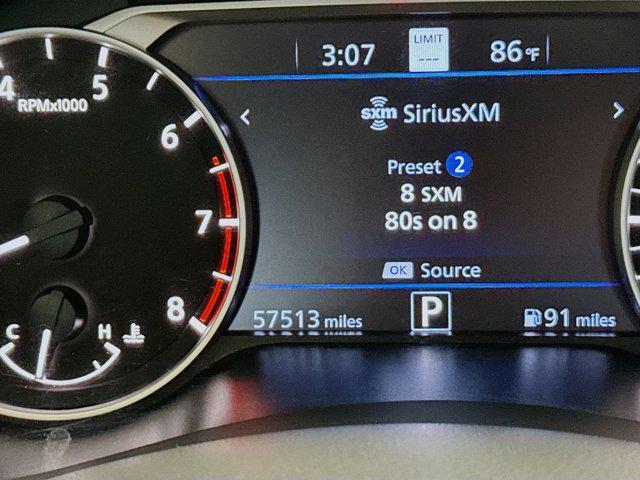 3:07
LIMIT
---
86°F
4
5
6
7
8
RPMx1000
sxm SiriusXM
Preset 2
8 SXM
80s on 8
OK Source
57513 miles
P
91 miles
C
H